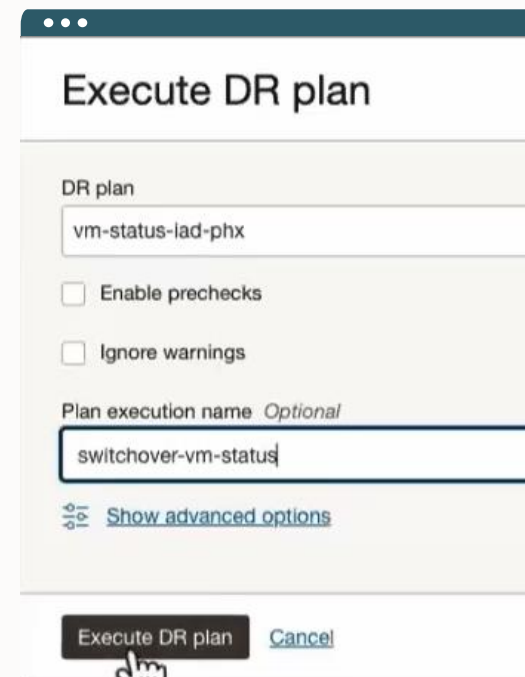 Execute DR plan
DR plan
vm-status-iad-phx
Enable prechecks
Ignore warnings
Plan execution name Optional
switchover-vm-status
Show advanced options
Execute DR plan Cancel